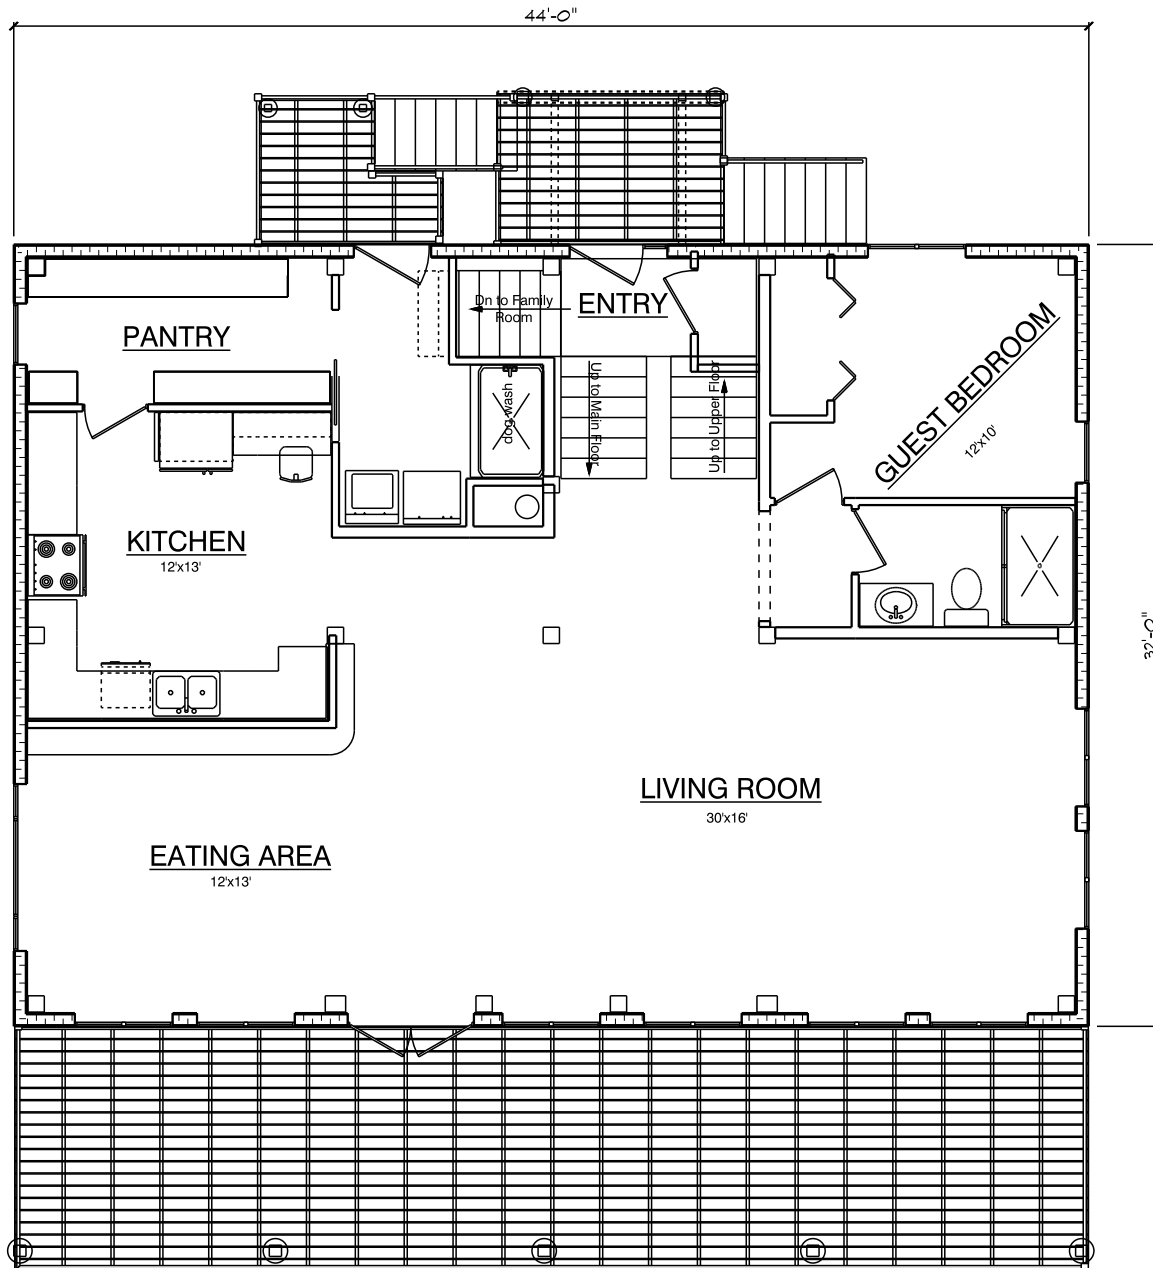 44'-0"
Dn to Family
Room
ENTRY
PANTRY
GUEST BEDROOM
12'x10'
Up to Main Floor
Up to Upper Floor
dog wash
KITCHEN
12'x13'
32'-0"
LIVING ROOM
30'x16'
EATING AREA
12'x13'